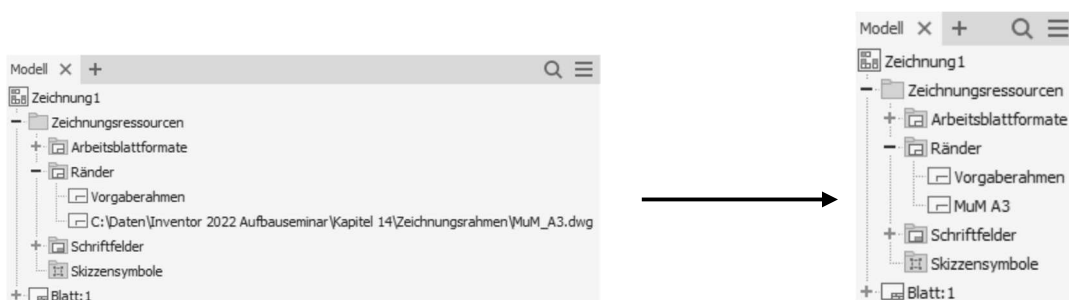 Modell
Zeichnung1
Zeichnungsressourcen
Arbeitsblattformate
Ränder
Vorgaberahmen
C:\Daten\Inventor 2022 Aufbauseminar\Kapitel 14\Zeichnungsrahmen\MuM_A3.dwg
Schriftfelder
Skizzensymbole
Blatt:1
Modell
Zeichnung1
Zeichnungsressourcen
Arbeitsblattformate
Ränder
Vorgaberahmen
MuM A3
Schriftfelder
Skizzensymbole
Blatt:1